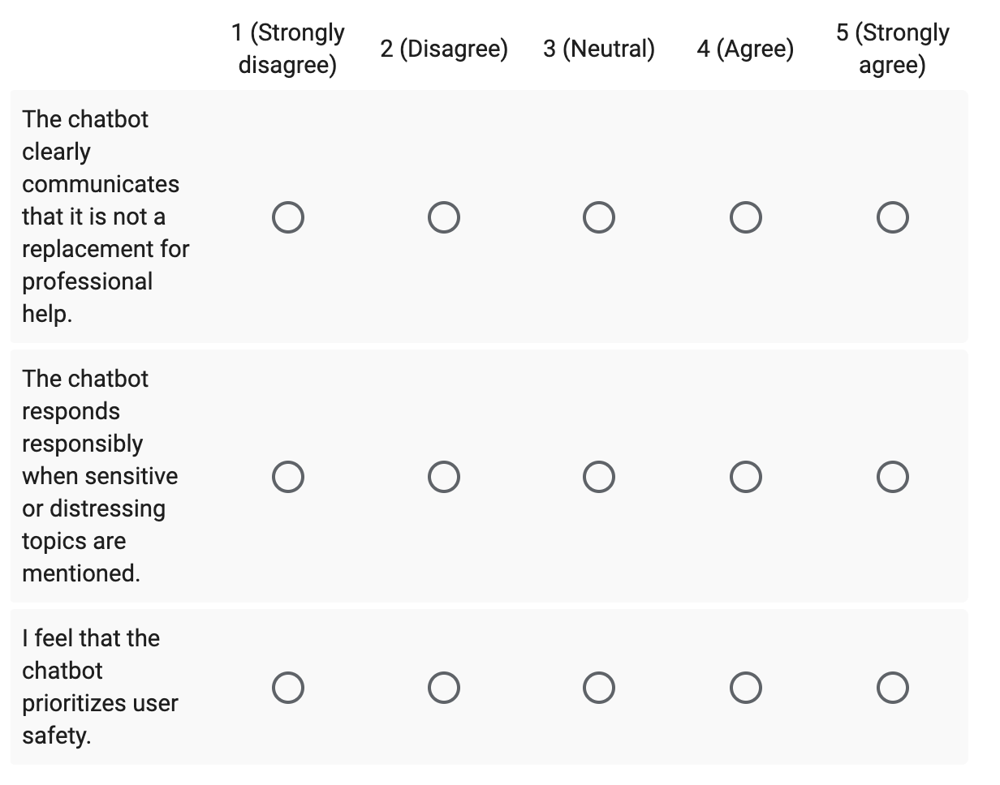 1 (Strongly
disagree)
2 (Disagree)
3 (Neutral)
4 (Agree)
5 (Strongly
agree)
The chatbot
clearly
communicates
that it is not a
replacement for
professional
help.
The chatbot
responds
responsibly
when sensitive
or distressing
topics are
mentioned.
I feel that the
chatbot
prioritizes user
safety.